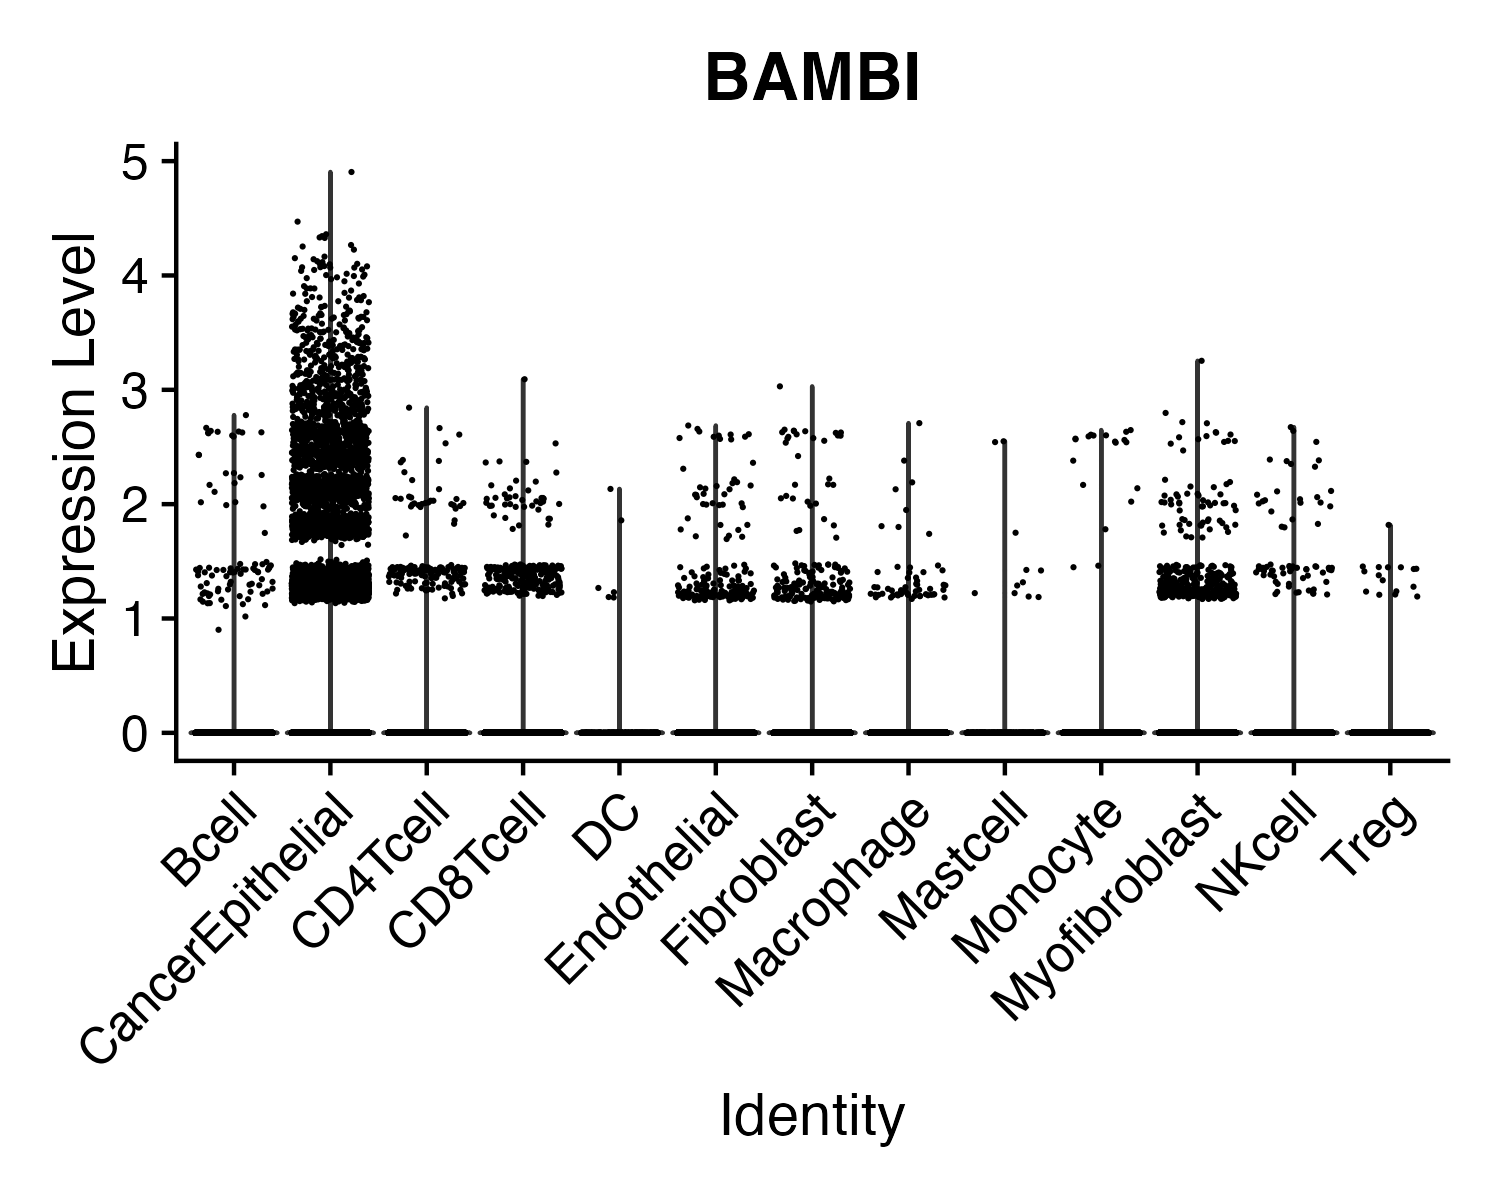 BAMBI
Expression Level
5
4
3
2
1
0
Bcell
CancerEpithelial
CD4Tcell
CD8Tcell
DC
Endothelial
Fibroblast
Macrophage
Mastcell
Monocyte
Myofibroblast
NKcell
Treg
Identity